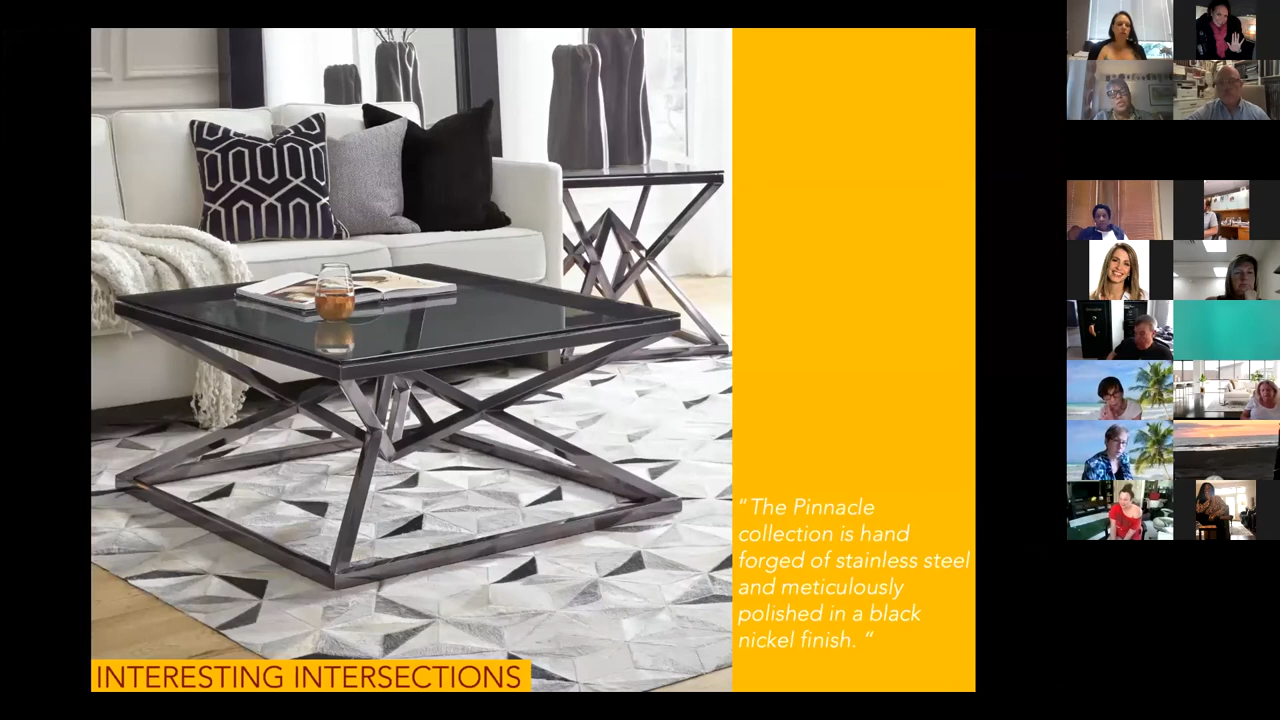 “ The Pinnacle
collection is hand
forged of stainless steel
and meticulously
polished in a black
nickel finish. “
INTERESTING INTERSECTIONS